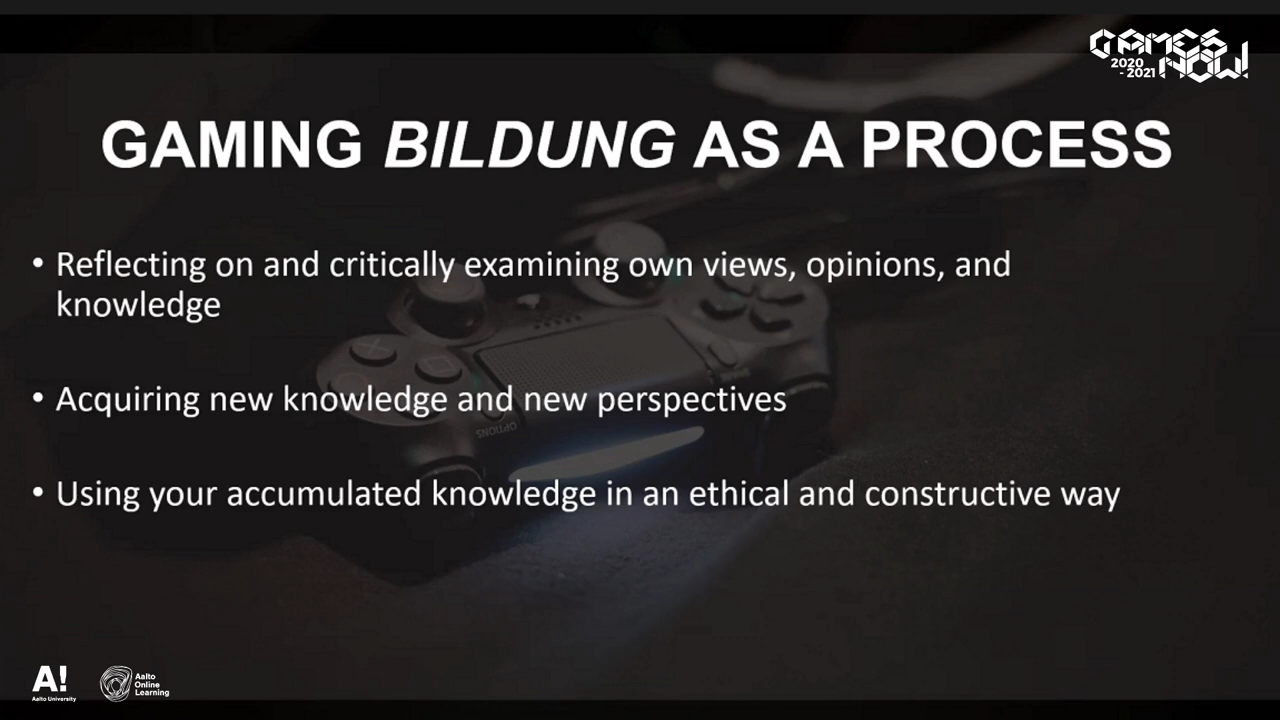 GAMES
2020
- 2021 NOW!
GAMING BILDUNG AS A PROCESS
• Reflecting on and critically examining own views, opinions, and
knowledge
• Acquiring new knowledge and new perspectives
• Using your accumulated knowledge in an ethical and constructive way
OPTIONS
A!
Aalto University
Aalto
Online
Learning